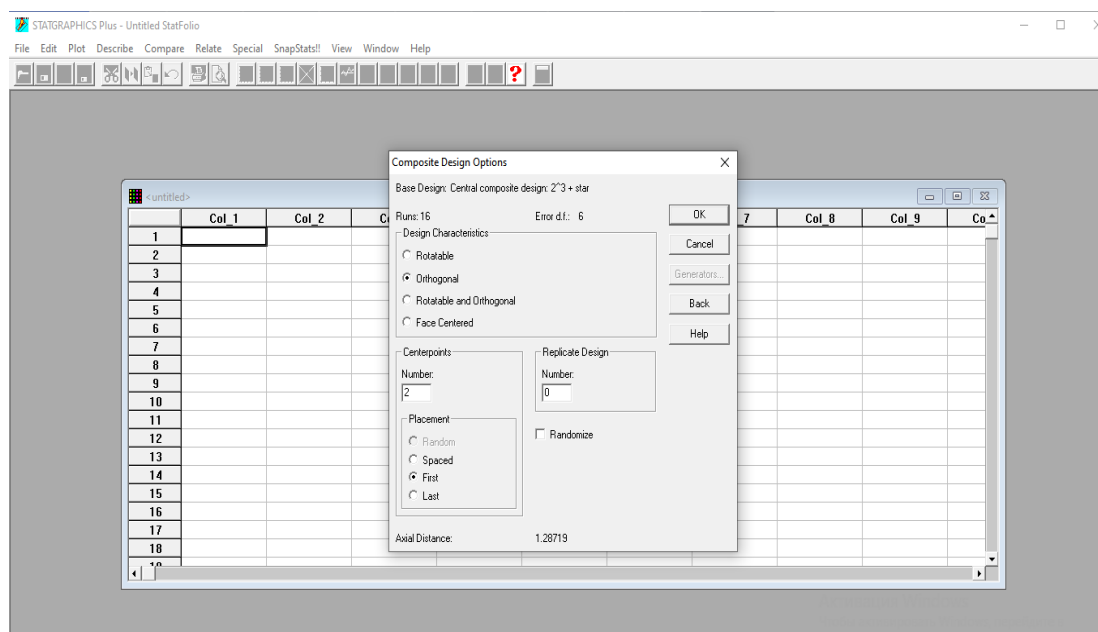 STATGRAPHICS Plus - Untitled StatFolio
File Edit Plot Describe Compare Relate Special SnapStats!! View Window Help
?
Composite Design Options
Base Design: Central composite design: 2^3 + star
Runs: 16 Error d.f.: 6
OK
Design Characteristics
Cancel
Rotatable
Orthogonal
Generators...
Rotatable and Orthogonal
Back
Face Centered
Help
Centerpoints
Replicate Design
Number: Number:
2 0
Placement
Random
Randomize
Spaced
First
Last
Axial Distance: 1.28719
<untitled>
Col_1 Col_2 C 7 Col_8 Col_9 Co
1
2
3
4
5
6
7
8
9
10
11
12
13
14
15
16
17
18